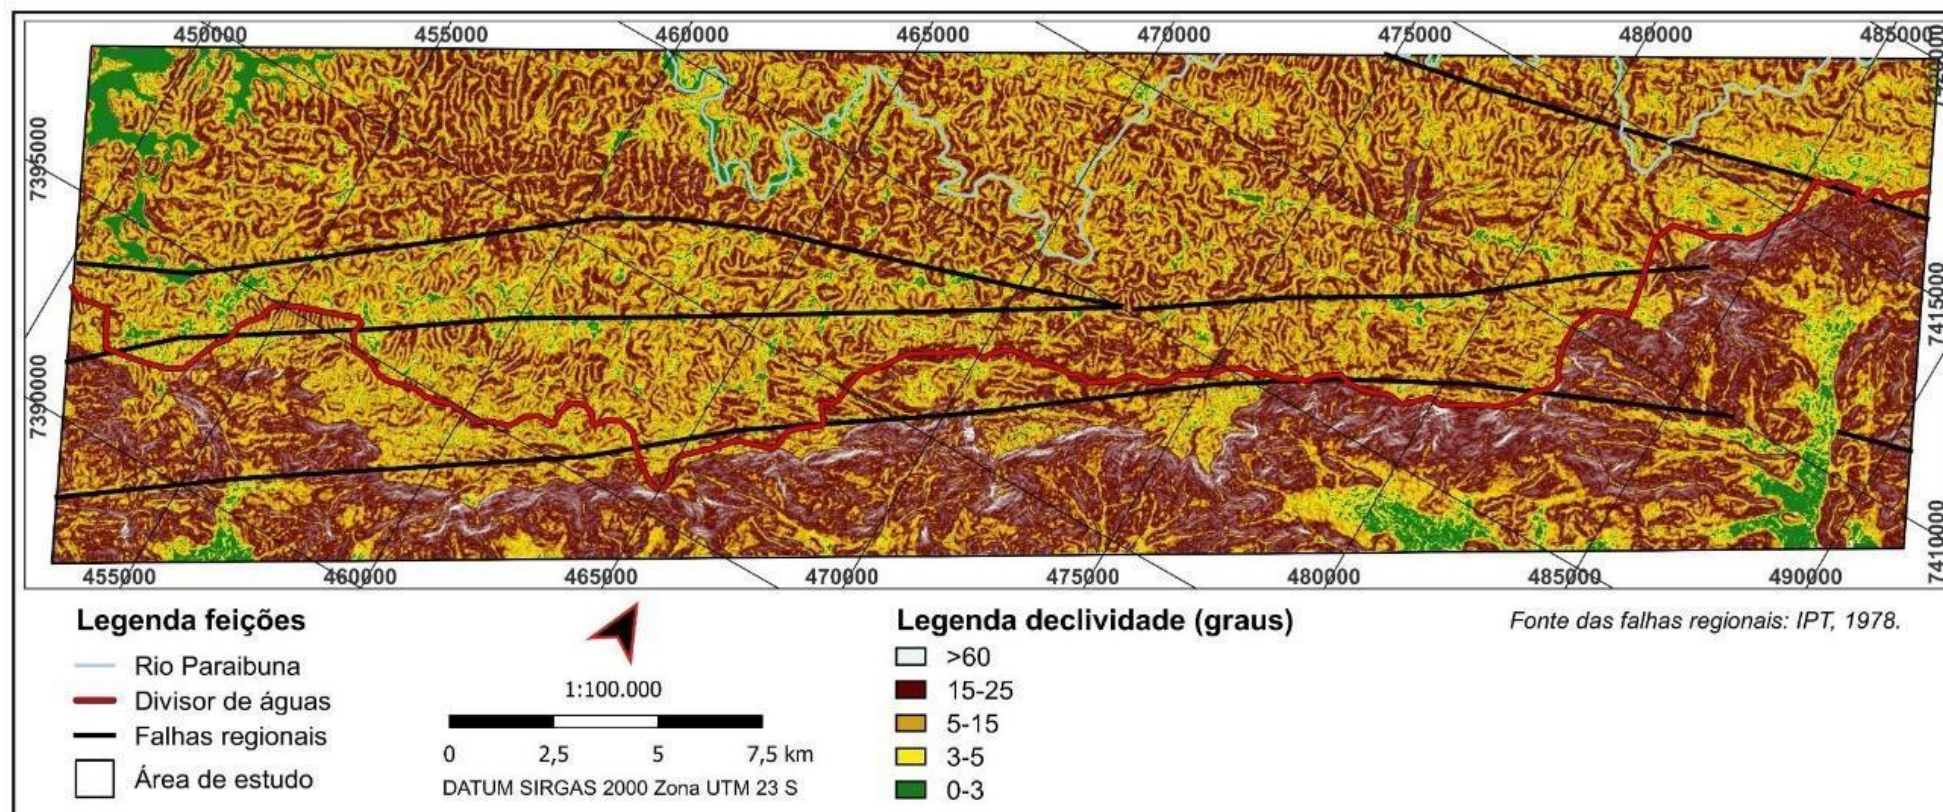 450000 455000 460000 465000 470000 475000 480000 485000
7395000
7390000
7415000
7410000
455000 460000 465000 470000 475000 480000 485000 490000
Legenda feições
Rio Paraibuna
Divisor de águas
Falhas regionais
Área de estudo
1:100.000
0 2,5 5 7,5 km
DATUM SIRGAS 2000 Zona UTM 23 S
Legenda declividade (graus)
>60
15-25
5-15
3-5
0-3
Fonte das falhas regionais: IPT, 1978.